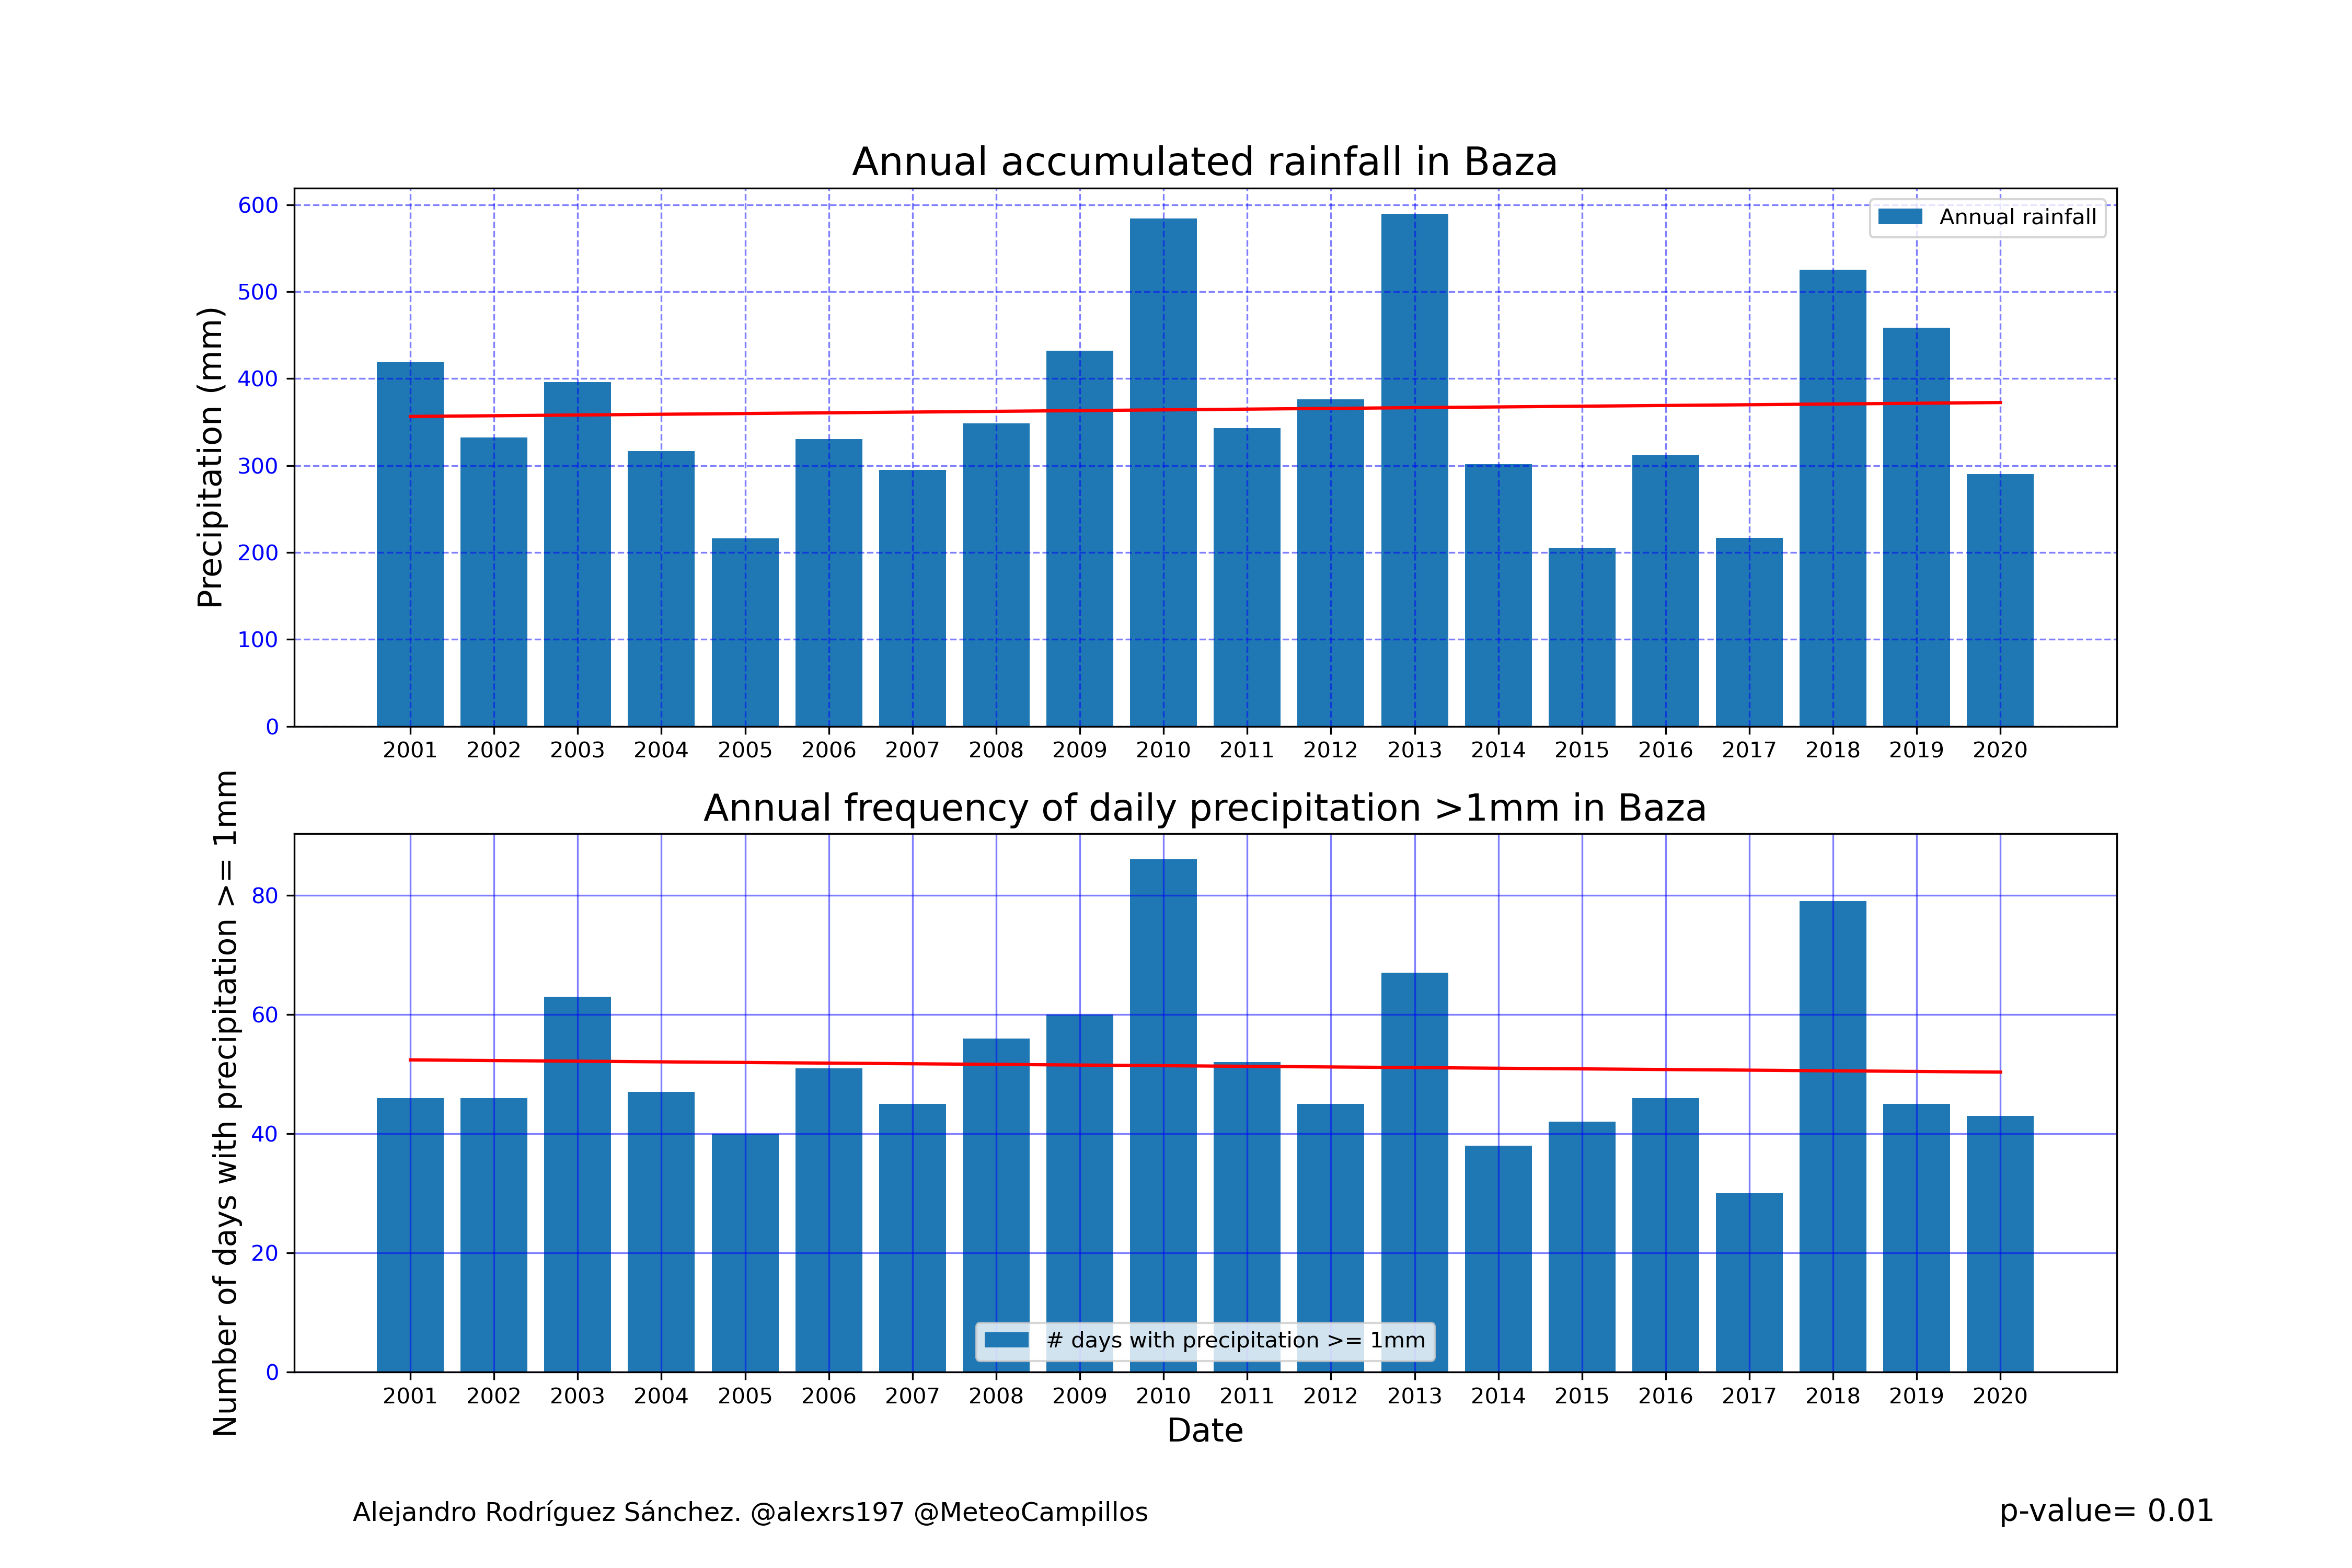 Annual accumulated rainfall in Baza
Precipitation (mm)
600
500
400
300
200
100
0
Annual rainfall
2001 2002 2003 2004 2005 2006 2007 2008 2009 2010 2011 2012 2013 2014 2015 2016 2017 2018 2019 2020
Annual frequency of daily precipitation >1mm in Baza
Number of days with precipitation >= 1mm
80
60
40
20
0
# days with precipitation >= 1mm
2001 2002 2003 2004 2005 2006 2007 2008 2009 2010 2011 2012 2013 2014 2015 2016 2017 2018 2019 2020
Date
Alejandro Rodríguez Sánchez. @alexrs197 @MeteoCampillos
p-value= 0.01